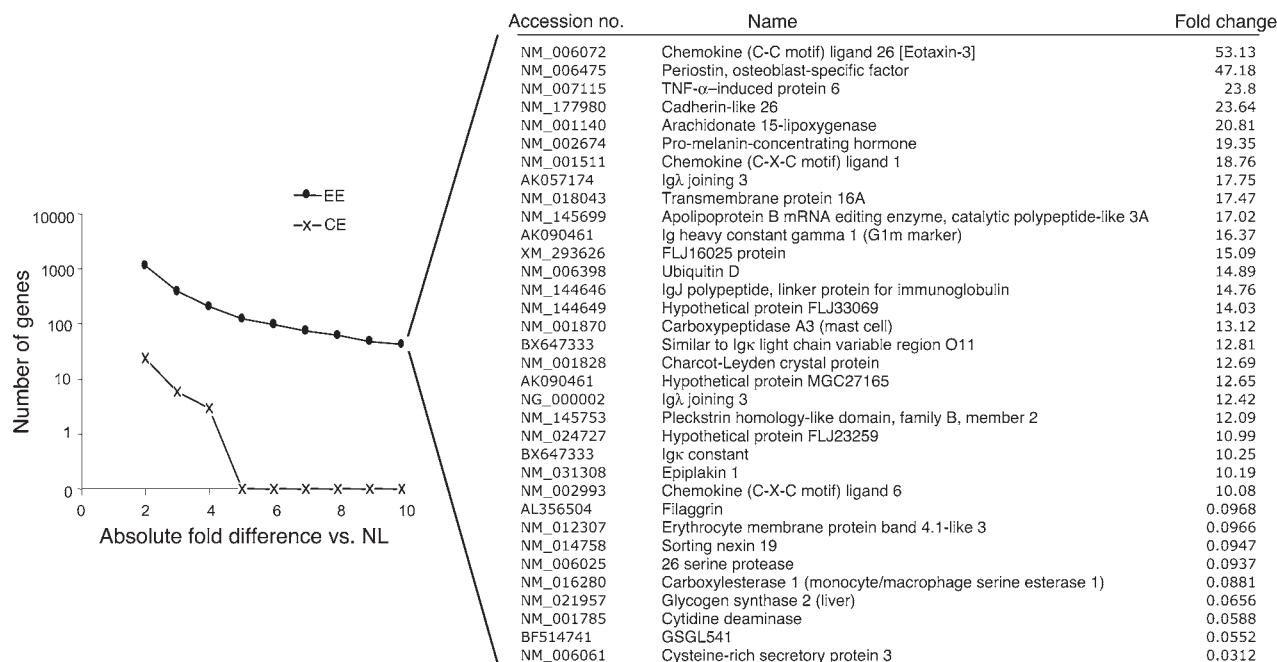 Accession no. Name Fold change
NM_006072 Chemokine (C-C motif) ligand 26 [Eotaxin-3] 53.13
NM_006475 Periostin, osteoblast-specific factor 47.18
NM_007115 TNF-α–induced protein 6 23.8
NM_177980 Cadherin-like 26 23.64
NM_001140 Arachidonate 15-lipoxygenase 20.81
NM_002674 Pro-melanin-concentrating hormone 19.35
NM_001511 Chemokine (C-X-C motif) ligand 1 18.76
AK057174 Igλ joining 3 17.75
NM_018043 Transmembrane protein 16A 17.47
NM_145699 Apolipoprotein B mRNA editing enzyme, catalytic polypeptide-like 3A 17.02
AK090461 Ig heavy constant gamma 1 (G1m marker) 16.37
XM_293626 FLJ16025 protein 15.09
NM_006398 Ubiquitin D 14.89
NM_144646 IgJ polypeptide, linker protein for immunoglobulin 14.76
NM_144649 Hypothetical protein FLJ33069 14.03
NM_001870 Carboxypeptidase A3 (mast cell) 13.12
BX647333 Similar to Igκ light chain variable region O11 12.81
NM_001828 Charcot-Leyden crystal protein 12.69
AK090461 Hypothetical protein MGC27165 12.65
NG_000002 Igλ joining 3 12.42
NM_145753 Pleckstrin homology-like domain, family B, member 2 12.09
NM_024727 Hypothetical protein FLJ23259 10.99
BX647333 Igκ constant 10.25
NM_031308 Epiplakin 1 10.19
NM_002993 Chemokine (C-X-C motif) ligand 6 10.08
AL356504 Filaggrin 0.0968
NM_012307 Erythrocyte membrane protein band 4.1-like 3 0.0966
NM_014758 Sorting nexin 19 0.0947
NM_006025 26 serine protease 0.0937
NM_016280 Carboxylesterase 1 (monocyte/macrophage serine esterase 1) 0.0881
NM_021957 Glycogen synthase 2 (liver) 0.0656
NM_001785 Cytidine deaminase 0.0588
BF514741 GSGL541 0.0552
NM_006061 Cysteine-rich secretory protein 3 0.0312
EE
CE
Number of genes
10000
1000
100
10
1
0
0 2 4 6 8 10
Absolute fold difference vs. NL